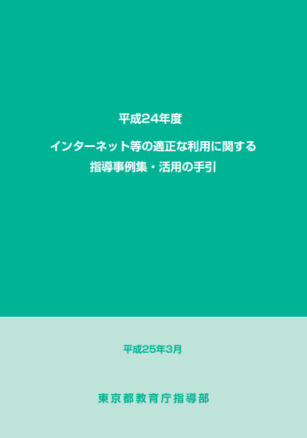 平成24年度
インターネット等の適正な利用に関する
指導事例集・活用の手引
平成25年3月
東京都教育庁指導部